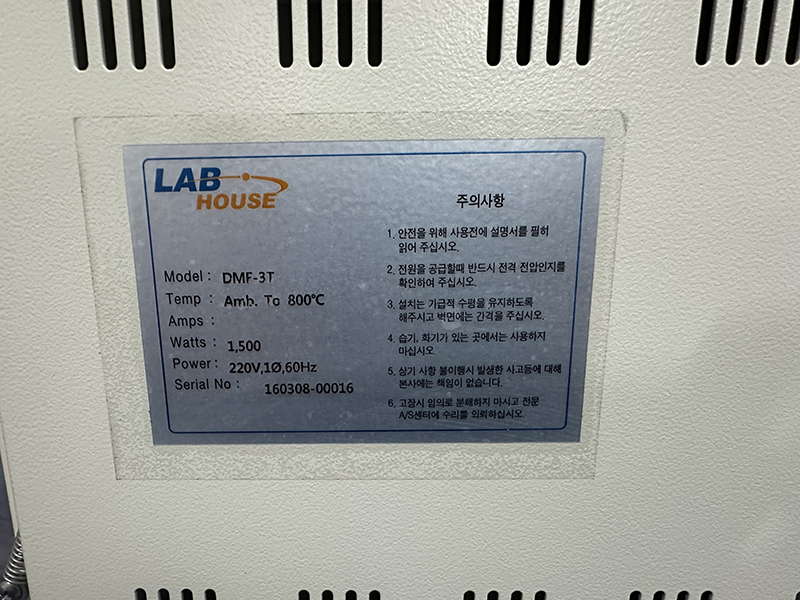 LAB
HOUSE
Model : DMF-3T
Temp : Amb. To 800℃
Amps :
Watts : 1,500
Power : 220V,1Ø,60Hz
Serial No : 160308-00016
주의사항
1. 안전을 위해 사용전에 설명서를 필히
읽어 주십시오.
2. 전원을 공급할때 반드시 전격 전압인지를
확인하여 주십시오.
3. 설치는 가급적 수평을 유지하도록
해주시고 벽면에는 간격을 주십시오.
4. 습기, 화기가 있는 곳에서는 사용하지
마십시오.
5. 상기 사항 불이행시 발생한 사고등에 대해
본사에는 책임이 없습니다.
6. 고장시 임의로 분해하지 마시고 전문
A/S센터에 수리를 의뢰하십시오.